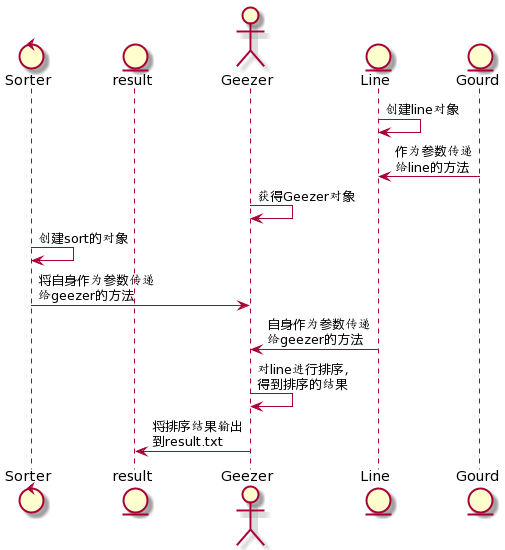 Sorter result Geezer Line Gourd
创建line对象
作为参数传递
给line的方法
获得Geezer对象
创建sort的对象
将自身作为参数传递
给geezer的方法
自身作为参数传递
给geezer的方法
对line进行排序,
得到排序的结果
将排序结果输出
到result.txt
Sorter result Geezer Line Gourd